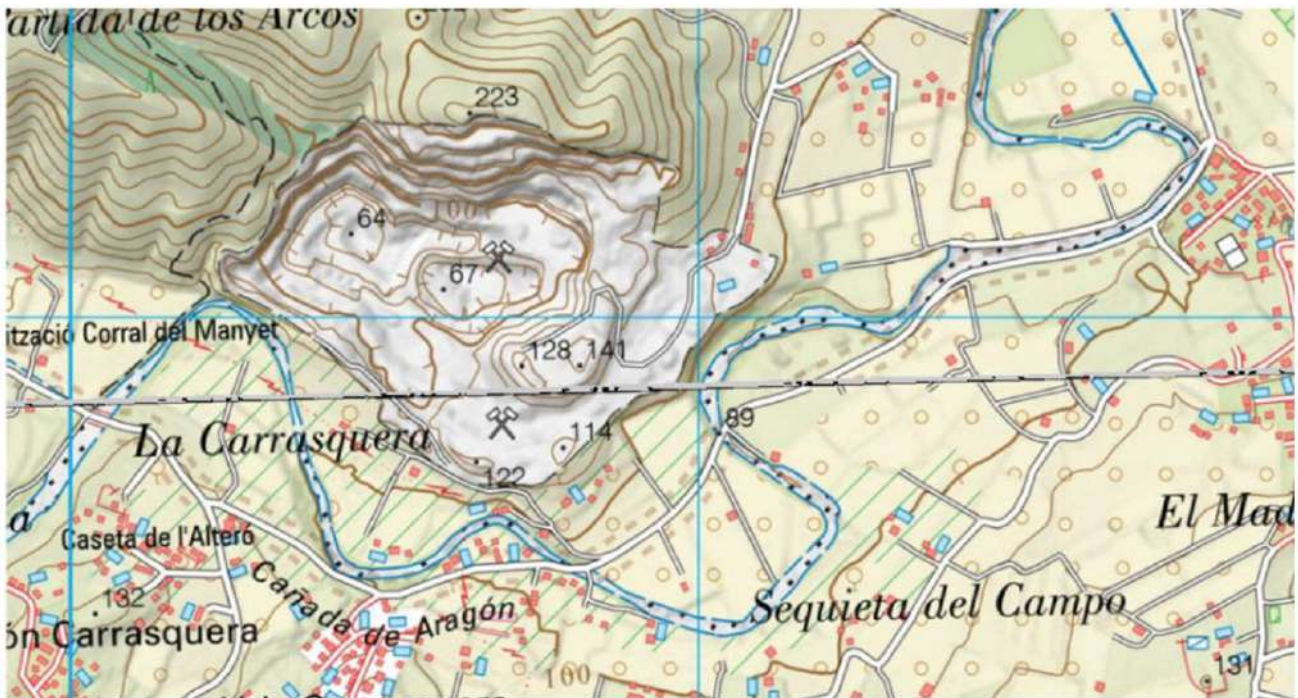 artida de los Arcos
223
64
100
67
ització Corral del Manyet
128 141
La Carrasquera
89
114
122
a
El Mad
Caseta de l'Alteró
Cañada de Aragón
132
Sequieta del Campo
ón Carrasquera
100
131